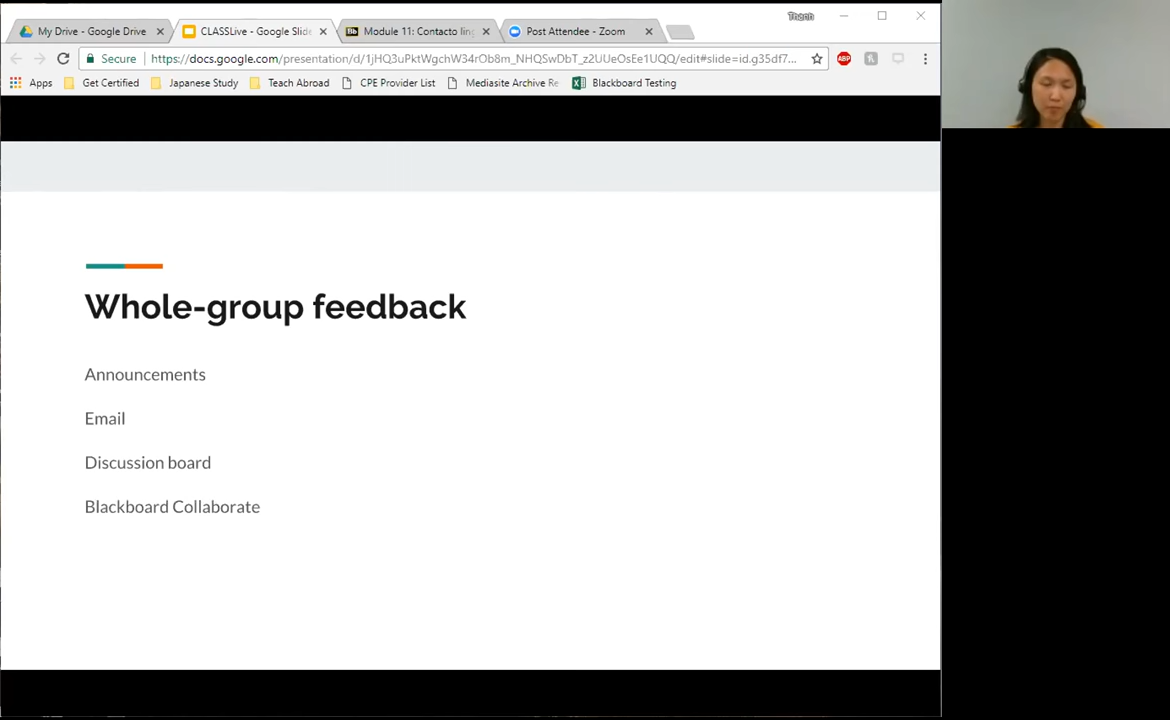 Thanh
My Drive - Google Drive
CLASSLive - Google Slide
Module 11: Contacto lin
Post Attendee - Zoom
Secure
https://docs.google.com/presentation/d/1jHQ3uPktWgchW34rOb8m_NHQSwDbT_z2UUeOsEe1UQQ/edit#slide=id.g35df7...
ABP
Apps
Get Certified
Japanese Study
Teach Abroad
CPE Provider List
Mediasite Archive Re
Blackboard Testing
Whole-group feedback
Announcements
Email
Discussion board
Blackboard Collaborate